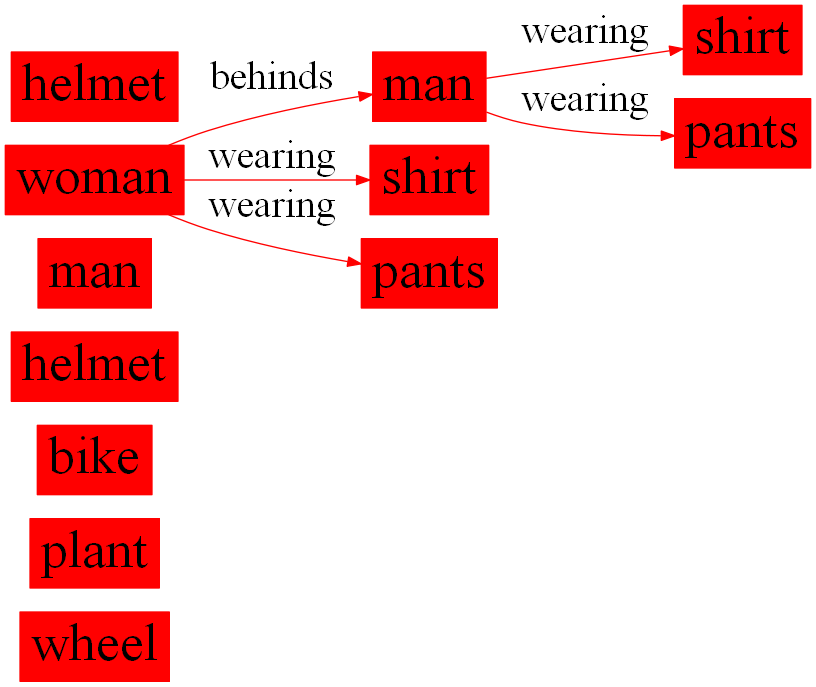 helmet
woman
man
helmet
bike
plant
wheel
behinds
wearing
wearing
man
shirt
pants
wearing
wearing
shirt
pants